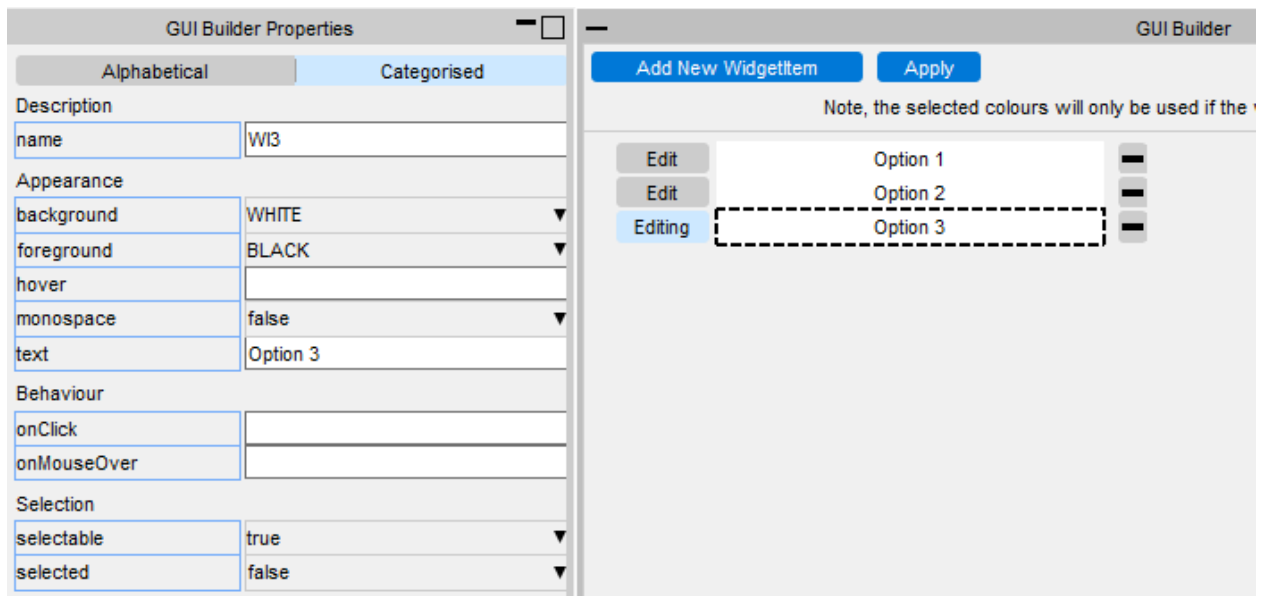 GUI Builder Properties
Alphabetical Categorised
Description
name WI3
Appearance
background WHITE
foreground BLACK
hover
monospace false
text Option 3
Behaviour
onClick
onMouseOver
Selection
selectable true
selected false
GUI Builder
Add New WidgetItem Apply
Note, the selected colours will only be used if the
Edit Option 1
Edit Option 2
Editing Option 3